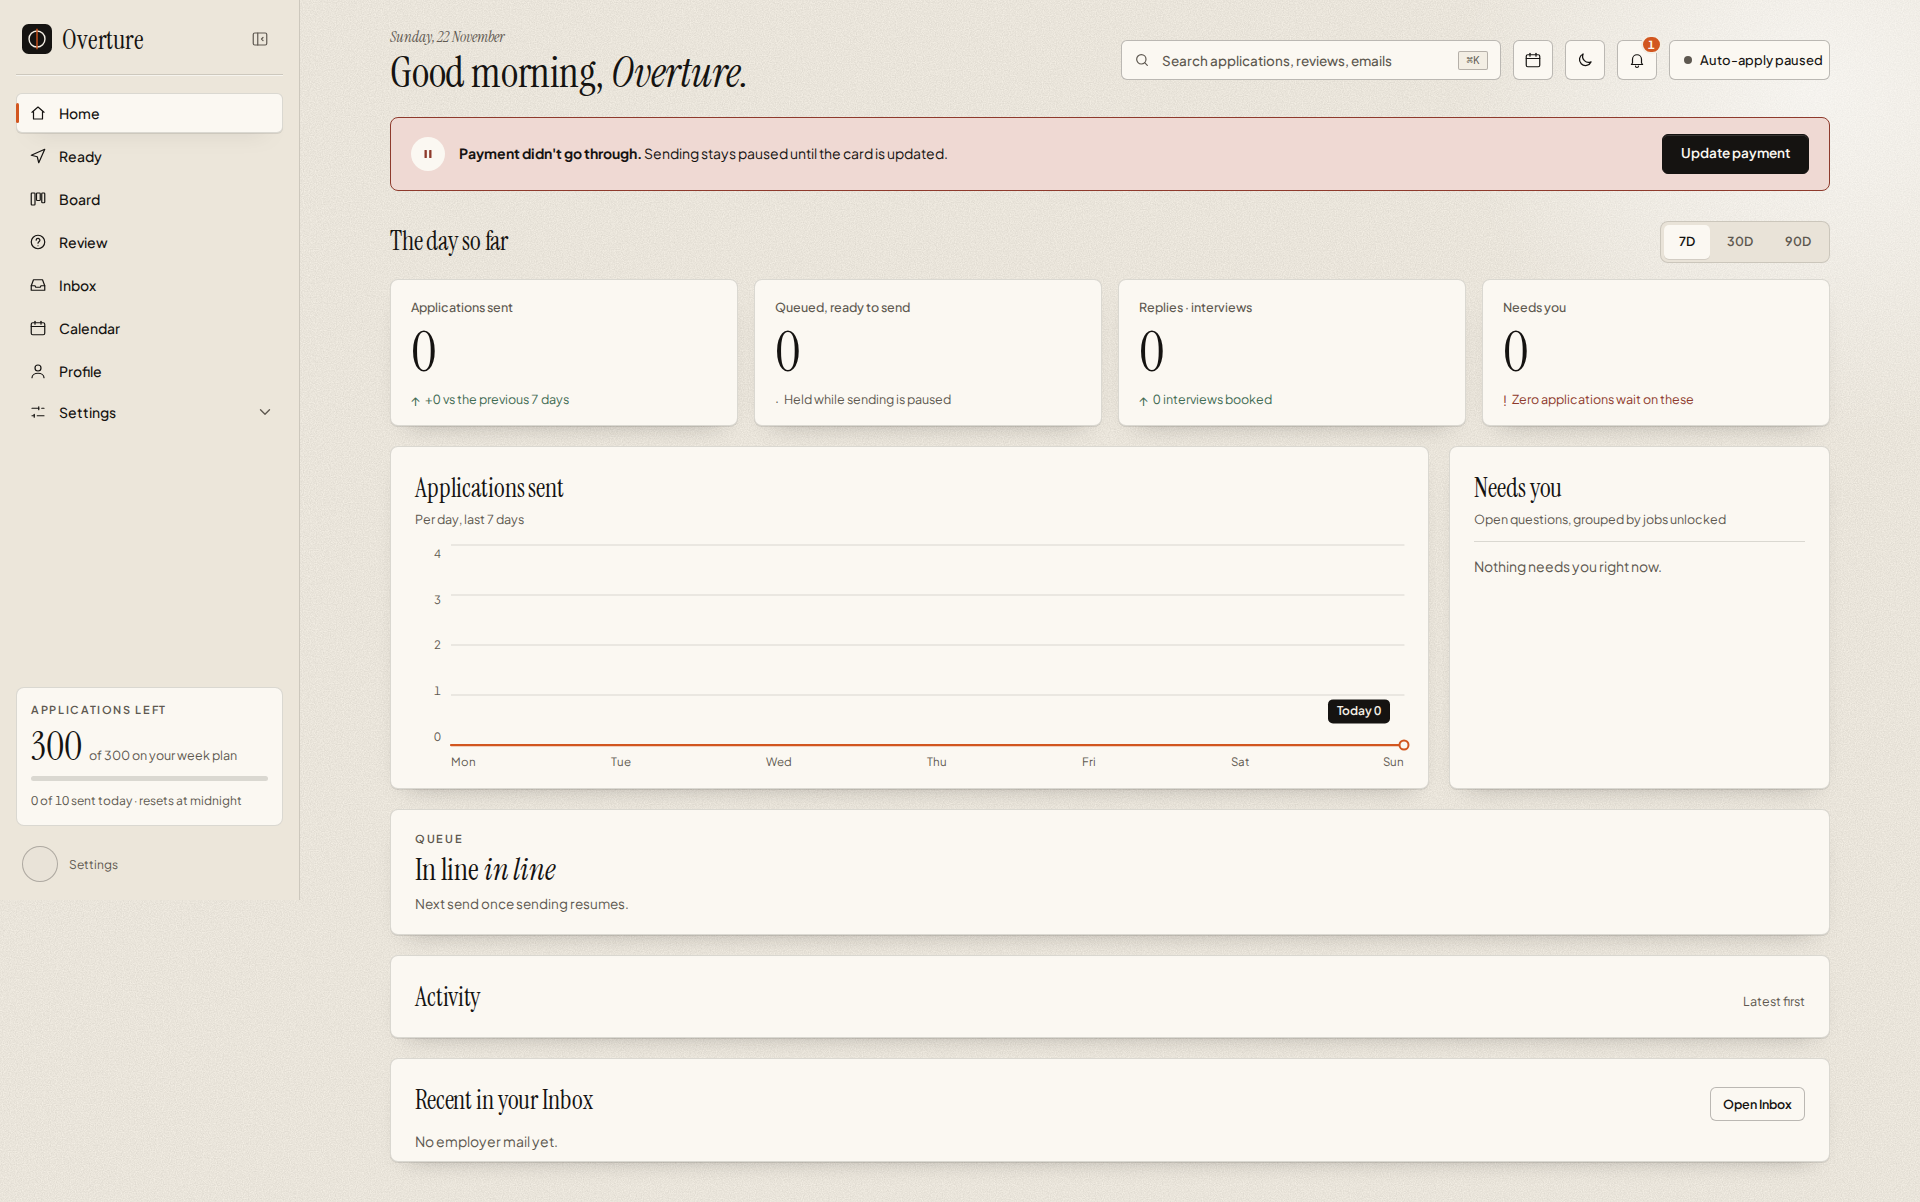 Overture
Home
Ready
Board
Review
Inbox
Calendar
Profile
Settings
APPLICATIONS LEFT
300 of 300 on your week plan
0 of 10 sent today · resets at midnight
Settings
Sunday, 22 November
Good morning, Overture.
Search applications, reviews, emails ⌘K
1
Auto-apply paused
Payment didn't go through. Sending stays paused until the card is updated.
Update payment
The day so far
7D 30D 90D
Applications sent
0
↑ +0 vs the previous 7 days
Queued, ready to send
0
· Held while sending is paused
Replies · interviews
0
↑ 0 interviews booked
Needs you
0
! Zero applications wait on these
Applications sent
Per day, last 7 days
4
3
2
1
0
Today 0
Mon Tue Wed Thu Fri Sat Sun
Needs you
Open questions, grouped by jobs unlocked
Nothing needs you right now.
QUEUE
In line in line
Next send once sending resumes.
Activity
Latest first
Recent in your Inbox
Open Inbox
No employer mail yet.